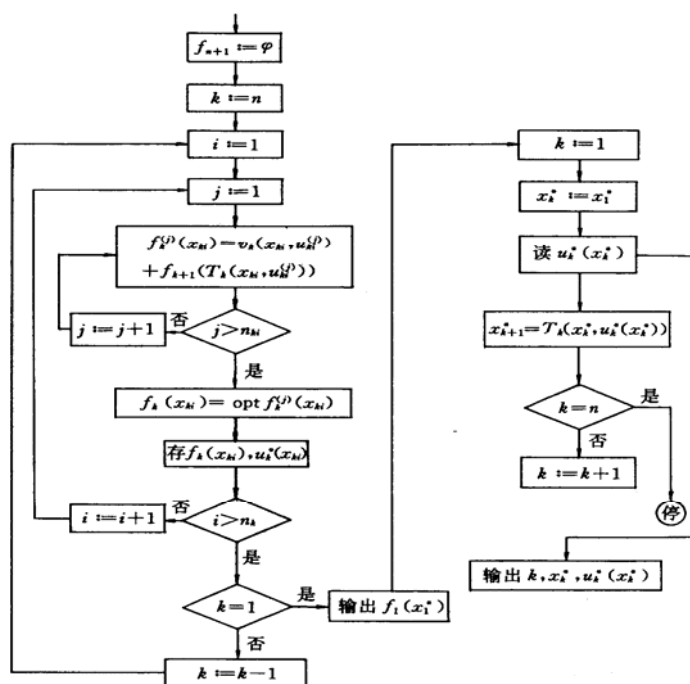 f_{n+1} := φ
k := n
i := 1
j := 1
f_k^{(j)}(x_{ki}) = v_k(x_{ki}, u_{ki}^{(j)})
+ f_{k+1}(T_k(x_{ki}, u_{ki}^{(j)}))
j := j+1
否
j > n_{ki}
是
f_k(x_{ki}) = opt f_k^{(j)}(x_{ki})
存 f_k(x_{ki}), u_k^*(x_{ki})
i := i+1
否
i > n_k
是
k = 1
是
输出 f_1(x_1^*)
否
k := k−1
k := 1
x_k^* := x_1^*
读 u_k^*(x_k^*)
x_{k+1}^* = T_k(x_k^*, u_k^*(x_k^*))
k = n
是
否
k := k+1
停
输出 k, x_k^*, u_k^*(x_k^*)